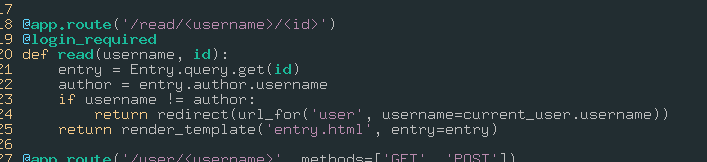 17
18 @app.route('/read/<username>/<id>')
19 @login_required
20 def read(username, id):
21     entry = Entry.query.get(id)
22     author = entry.author.username
23     if username != author:
24         return redirect(url_for('user', username=current_user.username))
25     return render_template('entry.html', entry=entry)
26
27 @app.route('/user/<username>', methods=['GET', 'POST'])